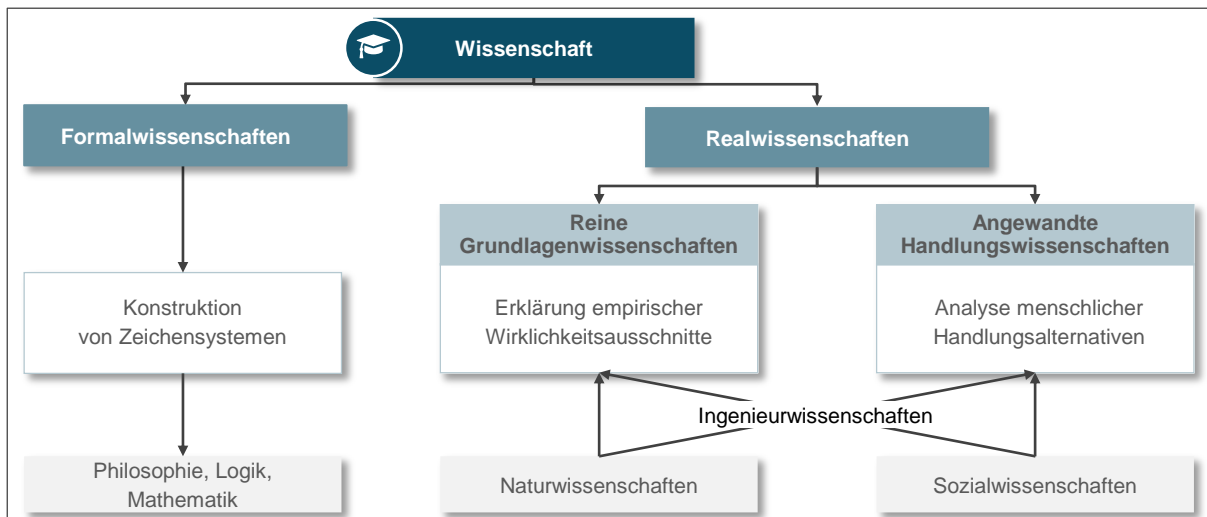 Wissenschaft
Formalwissenschaften
Realwissenschaften
Reine
Grundlagenwissenschaften
Angewandte
Handlungswissenschaften
Konstruktion
von Zeichensystemen
Erklärung empirischer
Wirklichkeitsausschnitte
Analyse menschlicher
Handlungsalternativen
Ingenieurwissenschaften
Philosophie, Logik,
Mathematik
Naturwissenschaften
Sozialwissenschaften